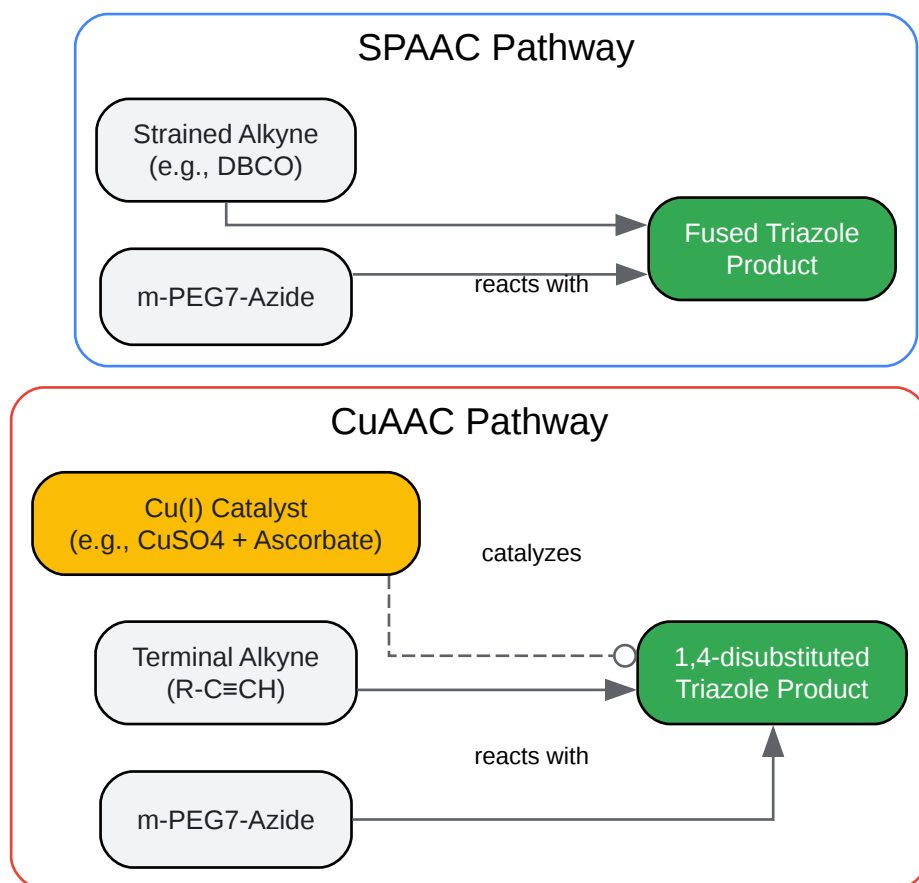 SPAAC Pathway
Strained Alkyne
(e.g., DBCO)
Fused Triazole
Product
m-PEG7-Azide
reacts with
CuAAC Pathway
Cu(I) Catalyst
(e.g., CuSO4 + Ascorbate)
catalyzes
Terminal Alkyne
(R-C≡CH)
1,4-disubstituted
Triazole Product
reacts with
m-PEG7-Azide